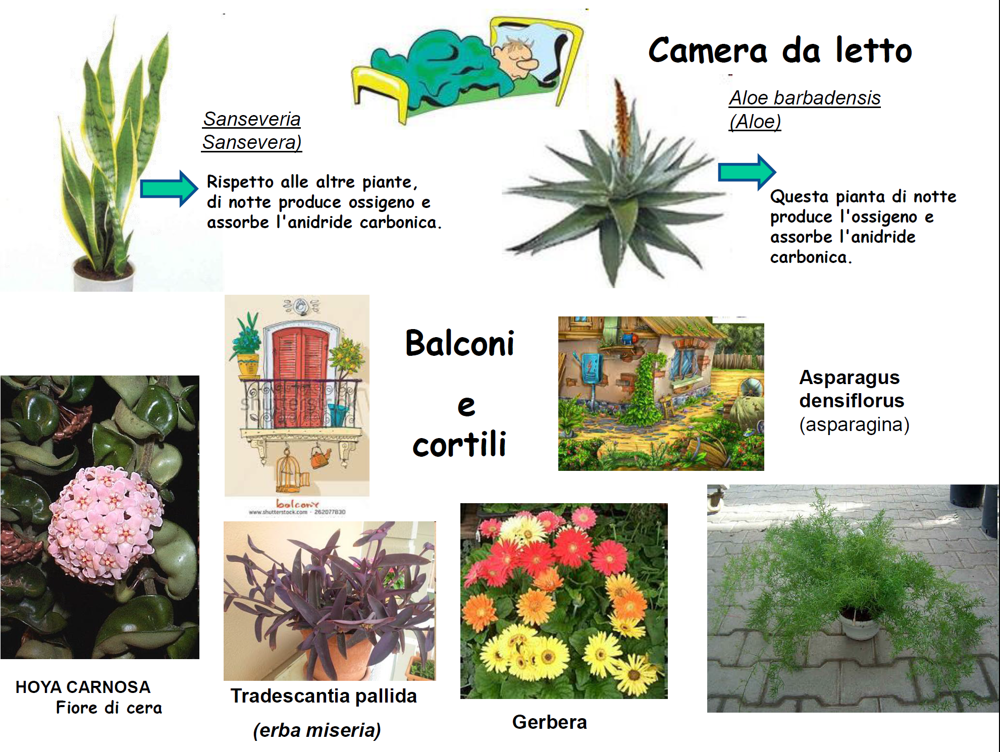 Camera da letto
Sanseveria
Sansevera)
Rispetto alle altre piante,
di notte produce ossigeno e
assorbe l'anidride carbonica.
Aloe barbadensis
(Aloe)
Questa pianta di notte
produce l'ossigeno e
assorbe l'anidride
carbonica.
Balconi
e
cortili
shutterstock
balcony
www.shutterstock.com · 262077830
Asparagus
densiflorus
(asparagina)
HOYA CARNOSA
Fiore di cera
Tradescantia pallida
(erba miseria)
Gerbera